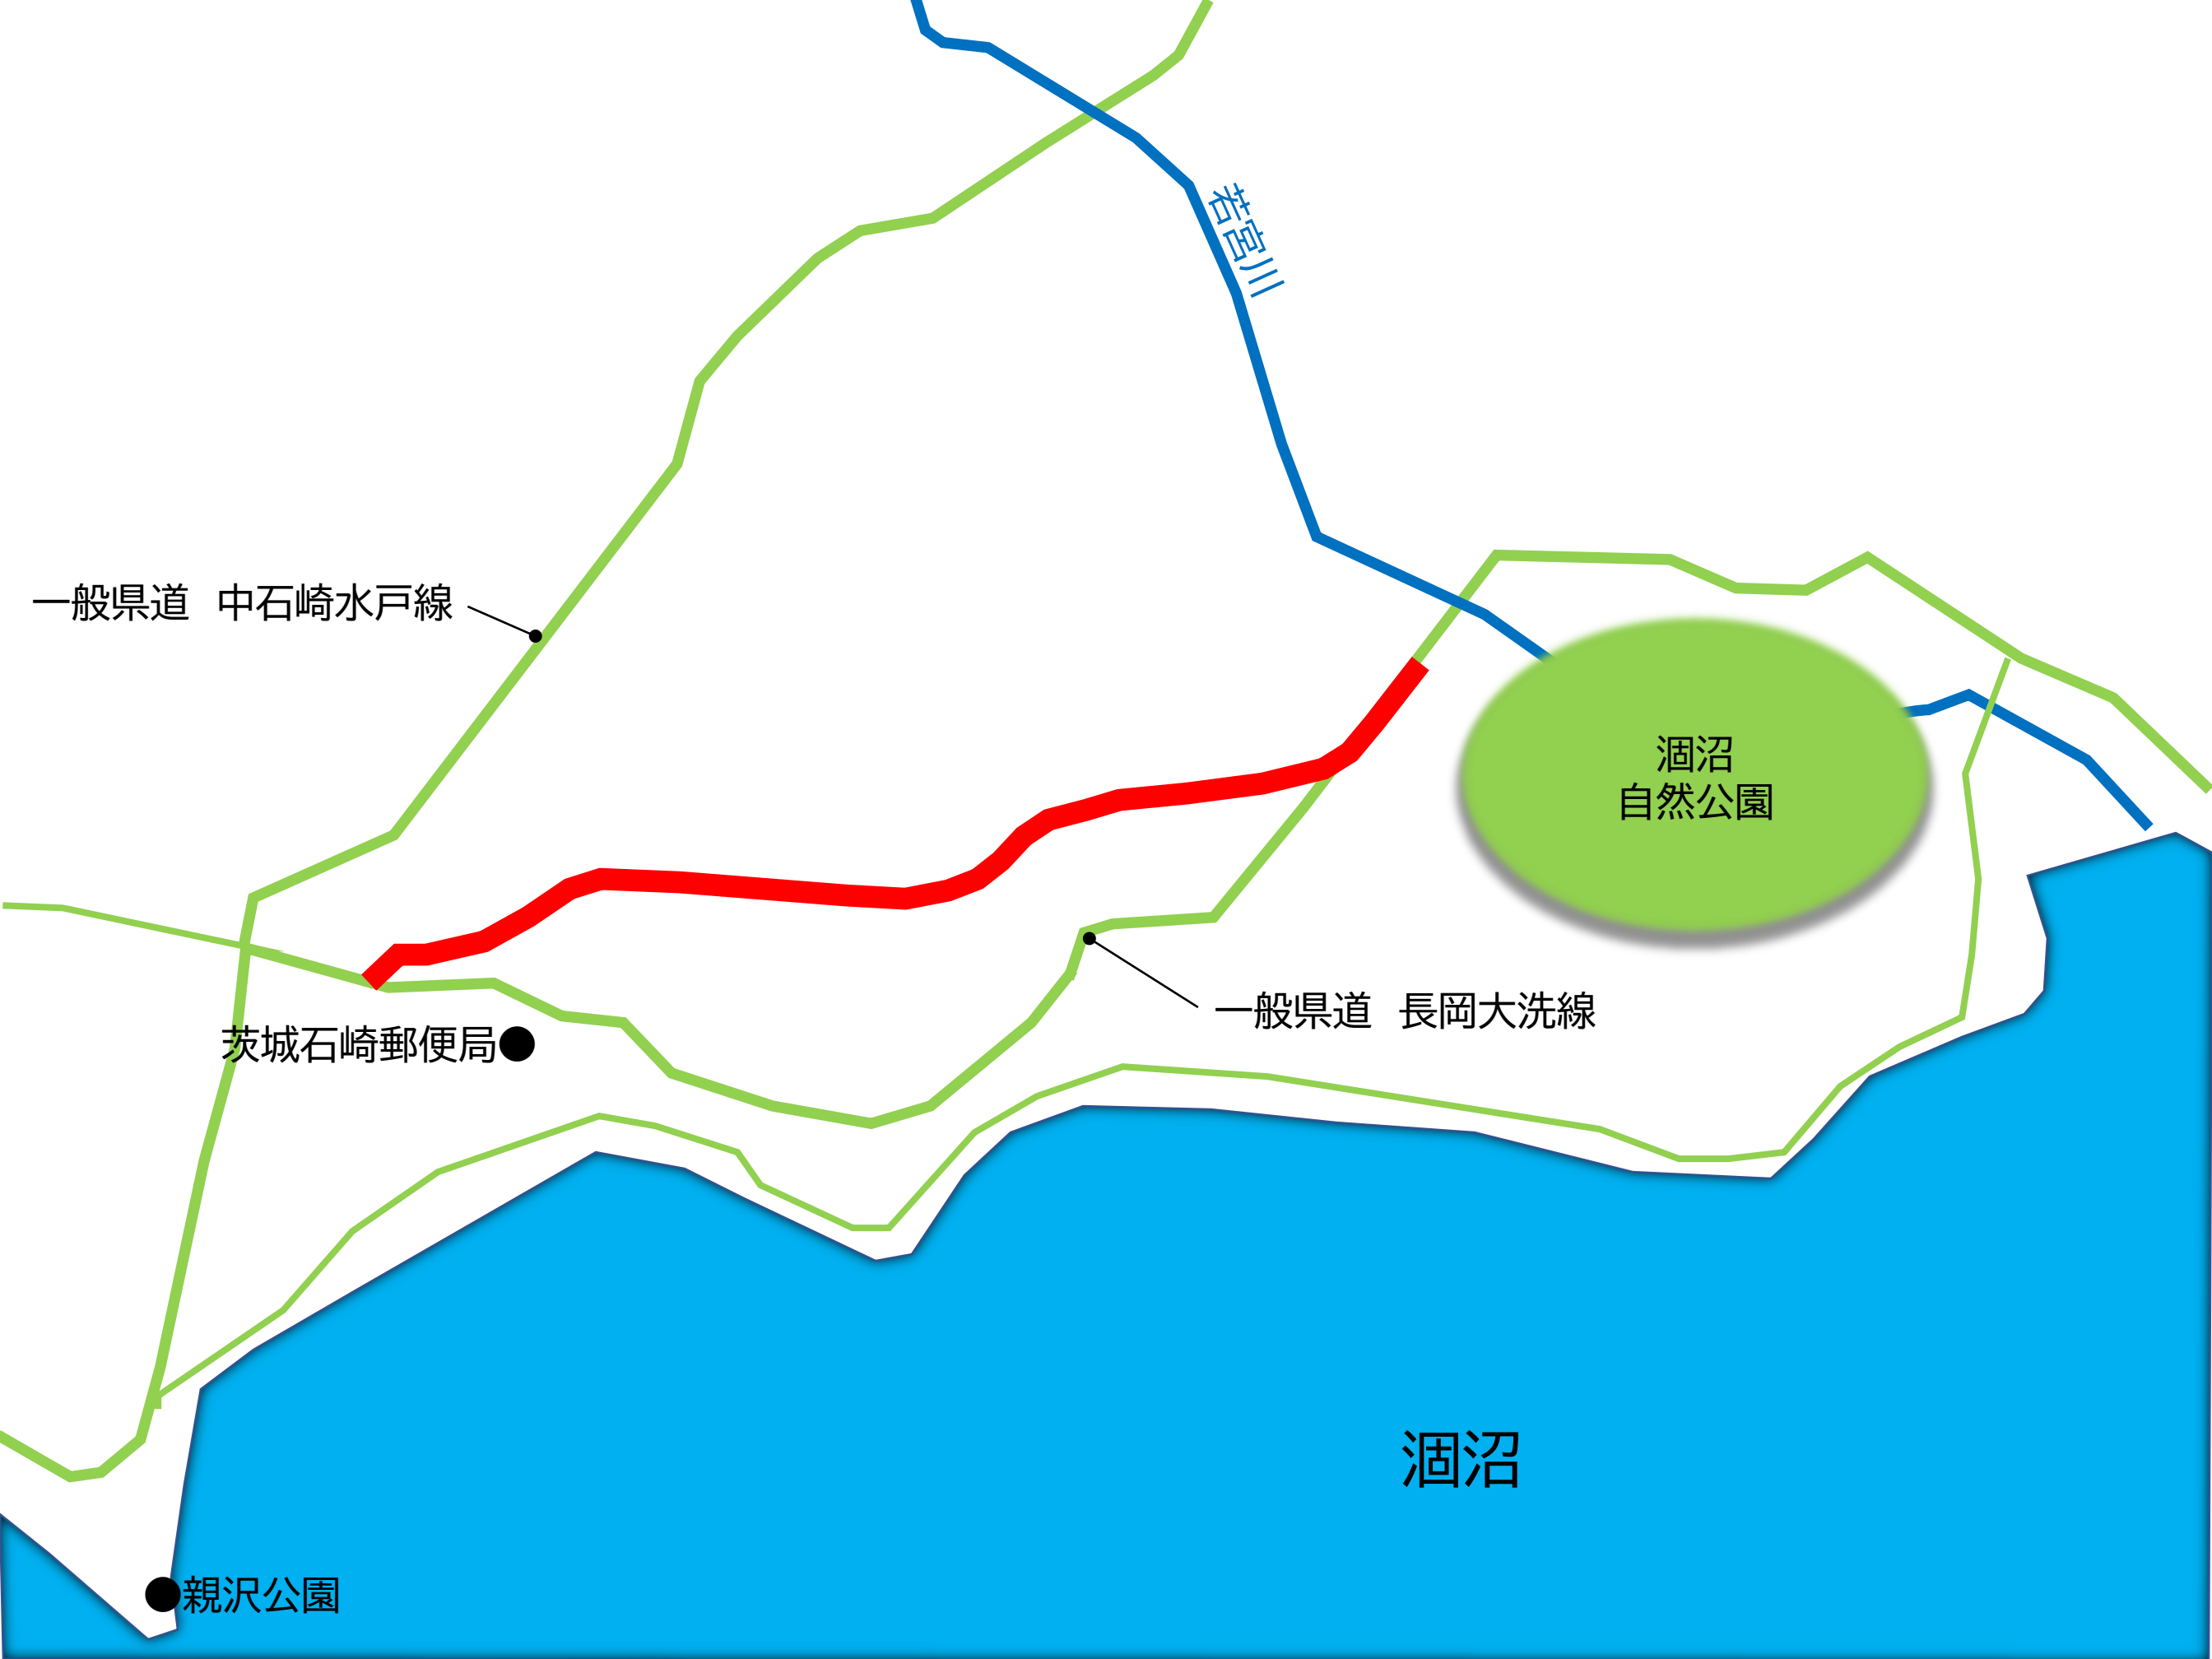 若宮川
一般県道　中石崎水戸線
涸沼
自然公園
一般県道　長岡大洗線
茨城石崎郵便局
涸沼
親沢公園